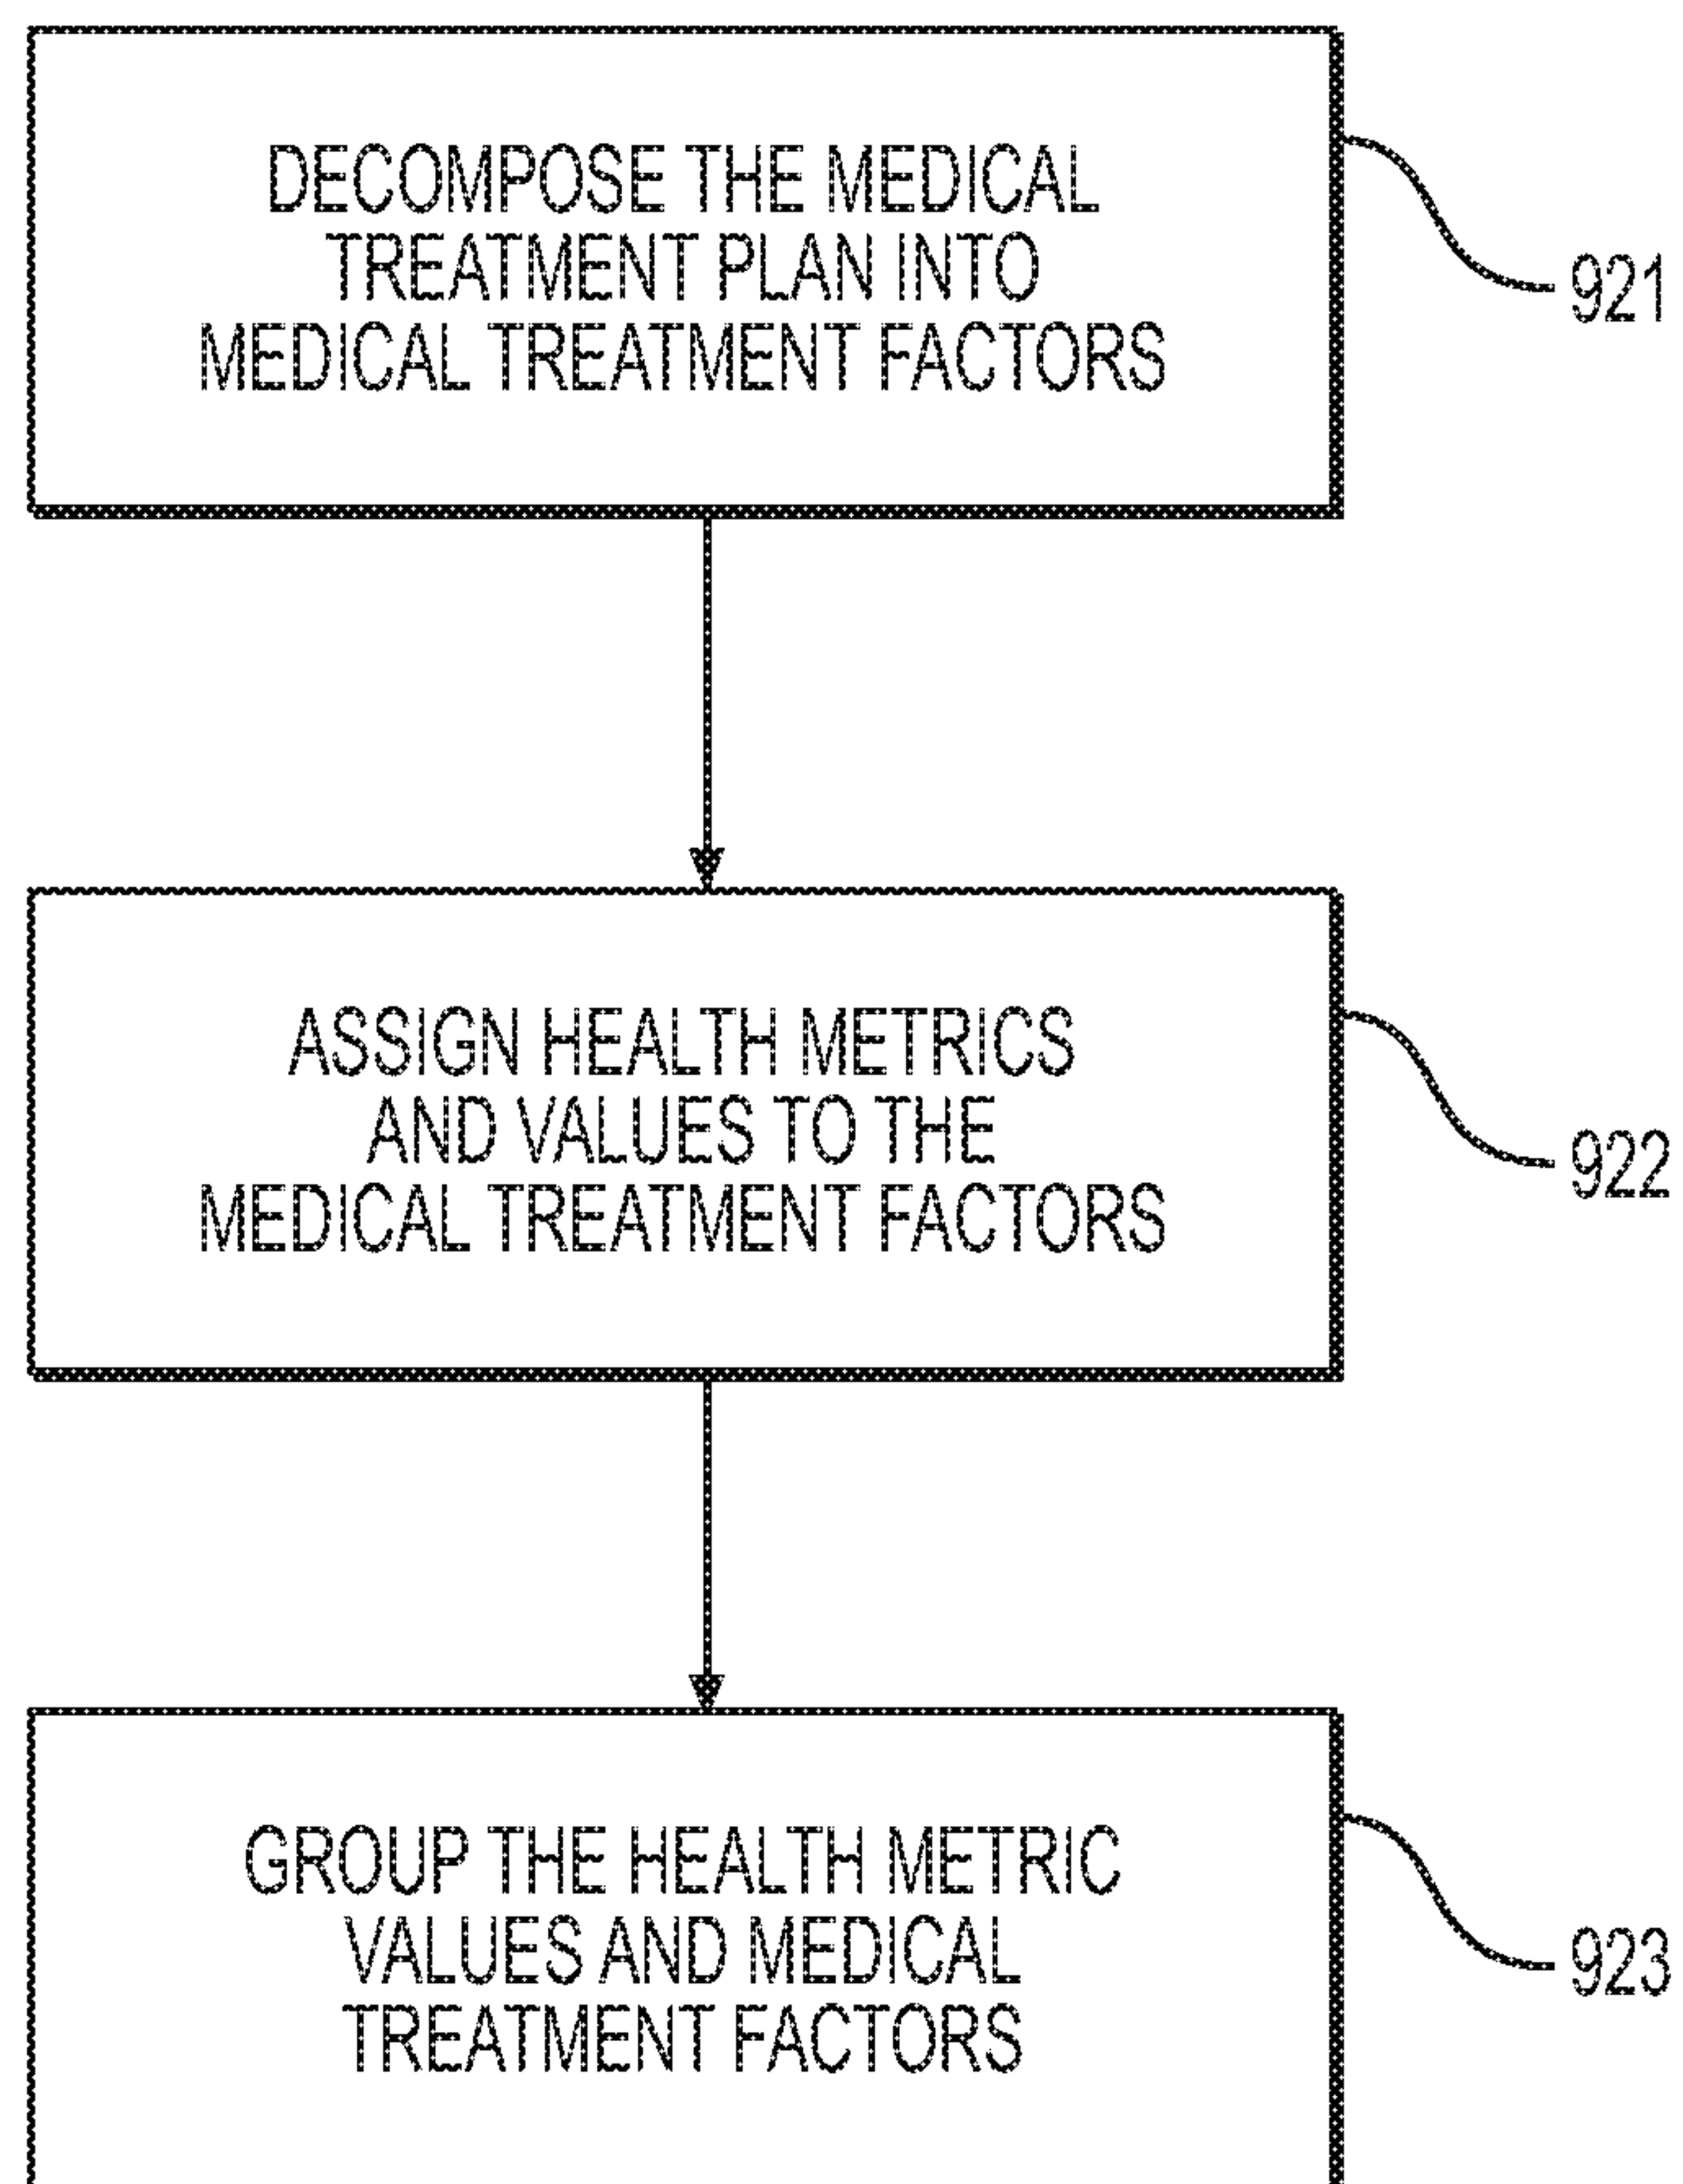 DECOMPOSE THE MEDICAL
TREATMENT PLAN INTO
MEDICAL TREATMENT FACTORS
921
ASSIGN HEALTH METRICS
AND VALUES TO THE
MEDICAL TREATMENT FACTORS
922
GROUP THE HEALTH METRIC
VALUES AND MEDICAL
TREATMENT FACTORS
923